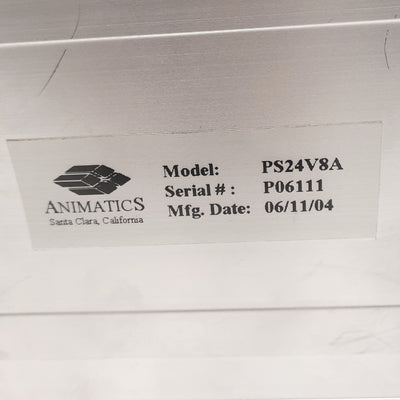 Model: PS24V8A
Serial # : P06111
Mfg. Date: 06/11/04
ANIMATICS
Santa Clara, California